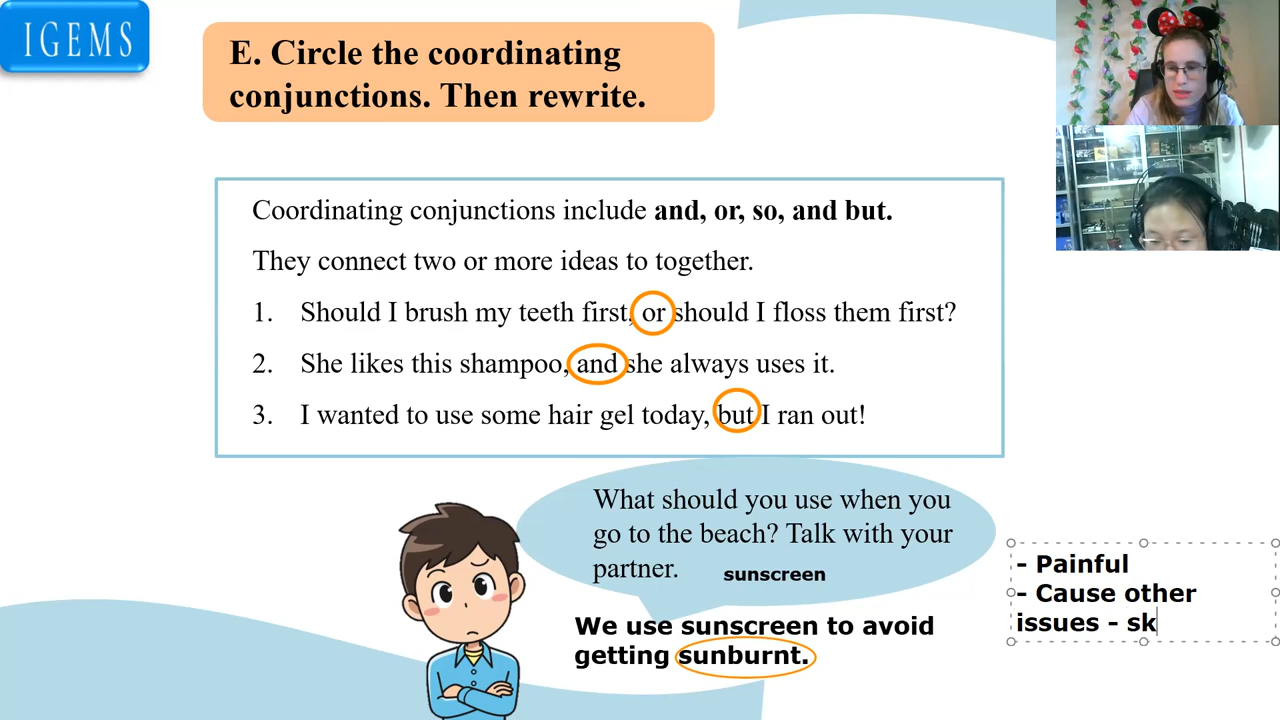 IGEMS
E. Circle the coordinating
conjunctions. Then rewrite.
Coordinating conjunctions include and, or, so, and but.
They connect two or more ideas to together.
1. Should I brush my teeth first, or should I floss them first?
2. She likes this shampoo, and she always uses it.
3. I wanted to use some hair gel today, but I ran out!
What should you use when you
go to the beach? Talk with your
partner. sunscreen
We use sunscreen to avoid
getting sunburnt.
- Painful
- Cause other
issues - sk